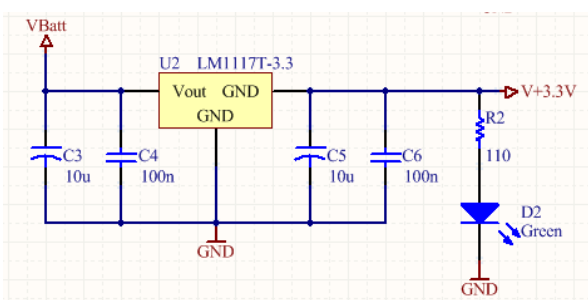 VBatt
U2 LM1117T-3.3
Vout GND
GND
V+3.3V
R2
110
C3
10u
C4
100n
C5
10u
C6
100n
D2
Green
GND
GND